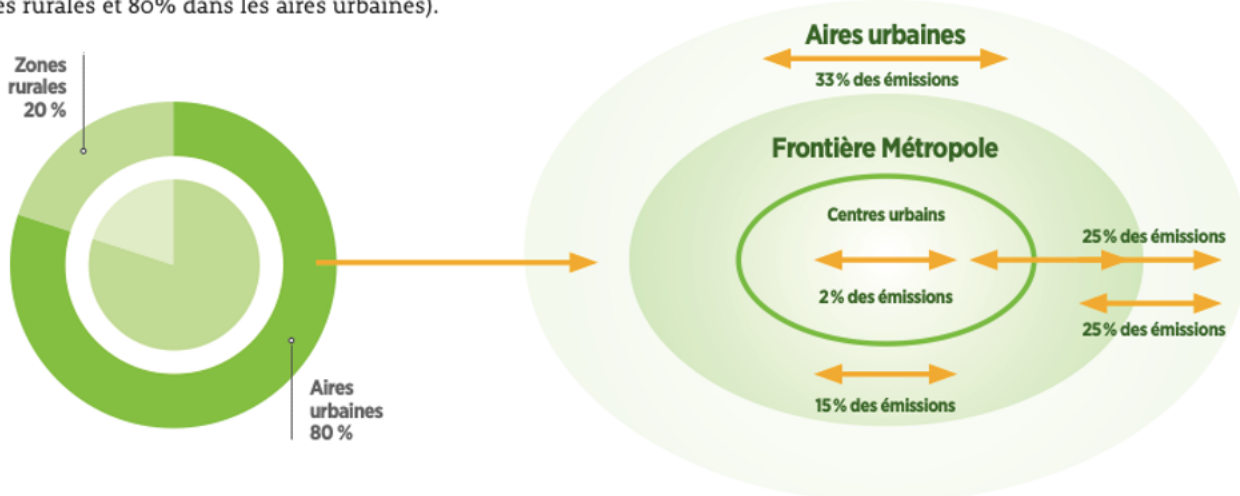 es rurales et 80% dans les aires urbaines).
Zones
rurales
20 %
Aires
urbaines
80 %
Aires urbaines
33 % des émissions
Frontière Métropole
Centres urbains
2 % des émissions
25 % des émissions
25 % des émissions
15 % des émissions